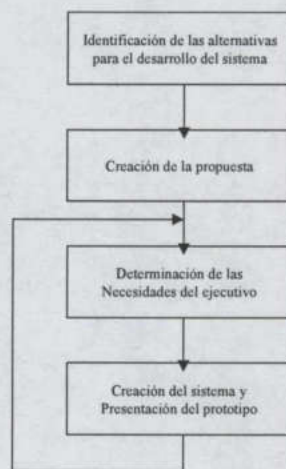 Identificación de las alternativas
para el desarrollo del sistema
Creación de la propuesta
Determinación de las
Necesidades del ejecutivo
Creación del sistema y
Presentación del prototipo